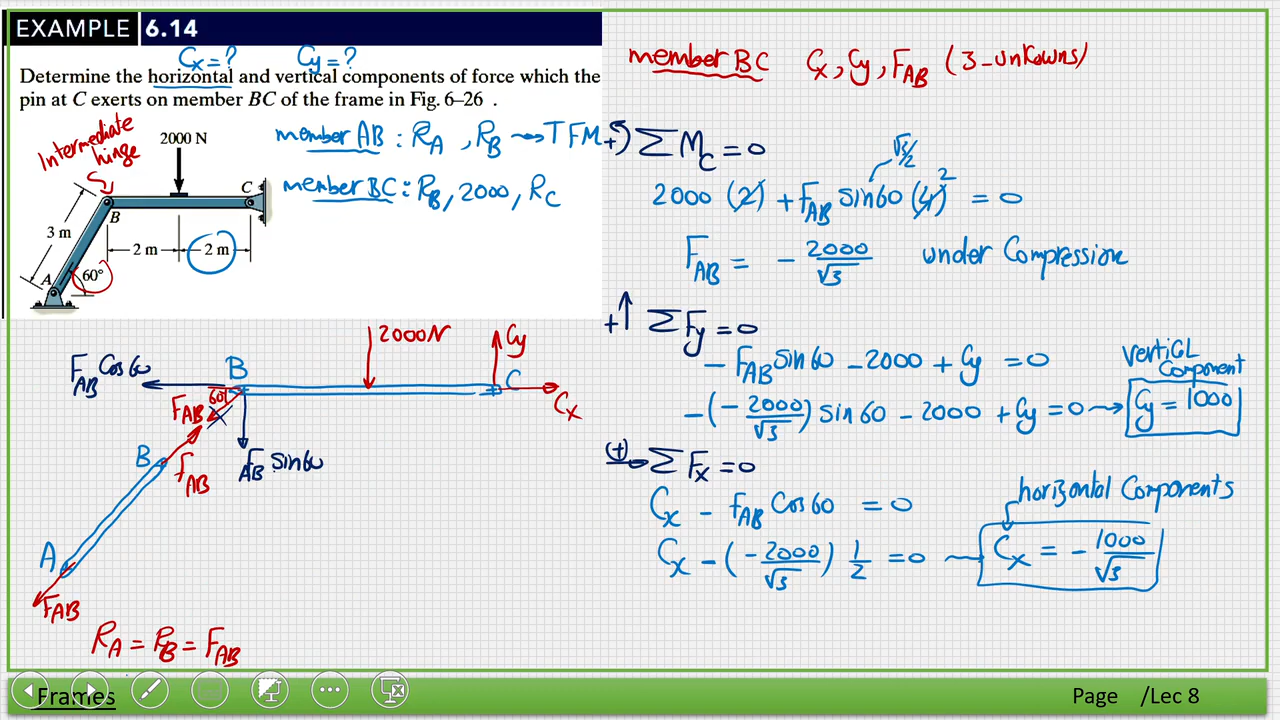 EXAMPLE 6.14
Cx = ? Cy = ?
Determine the horizontal and vertical components of force which the
pin at C exerts on member BC of the frame in Fig. 6–26 .
Intermediate
hinge
2000 N
C
B
3 m
2 m
2 m
A
60°
member AB : RA , RB → TFM
member BC : RB, 2000, RC
FAB Cos60
B
2000N
Cy
C
Cx
60
FAB
FAB sin60
B
FAB
A
FAB
RA = RB = FAB
member BC Cx, Cy, FAB (3-unkowns)
+) ΣMC = 0
√3/2
2000 (2) + FAB sin60 (4)2 = 0
FAB = - 2000/√3 under Compression
+↑ ΣFy = 0
- FAB sin60 - 2000 + Cy = 0
vertical
Component
-(- 2000/√3) sin 60 - 2000 + Cy = 0 → Cy = 1000
(+)→ ΣFx = 0
horizontal Components
Cx - FAB Cos60 = 0
Cx - (- 2000/√3) 1/2 = 0 → Cx = - 1000/√3
Frames
Page /Lec 8